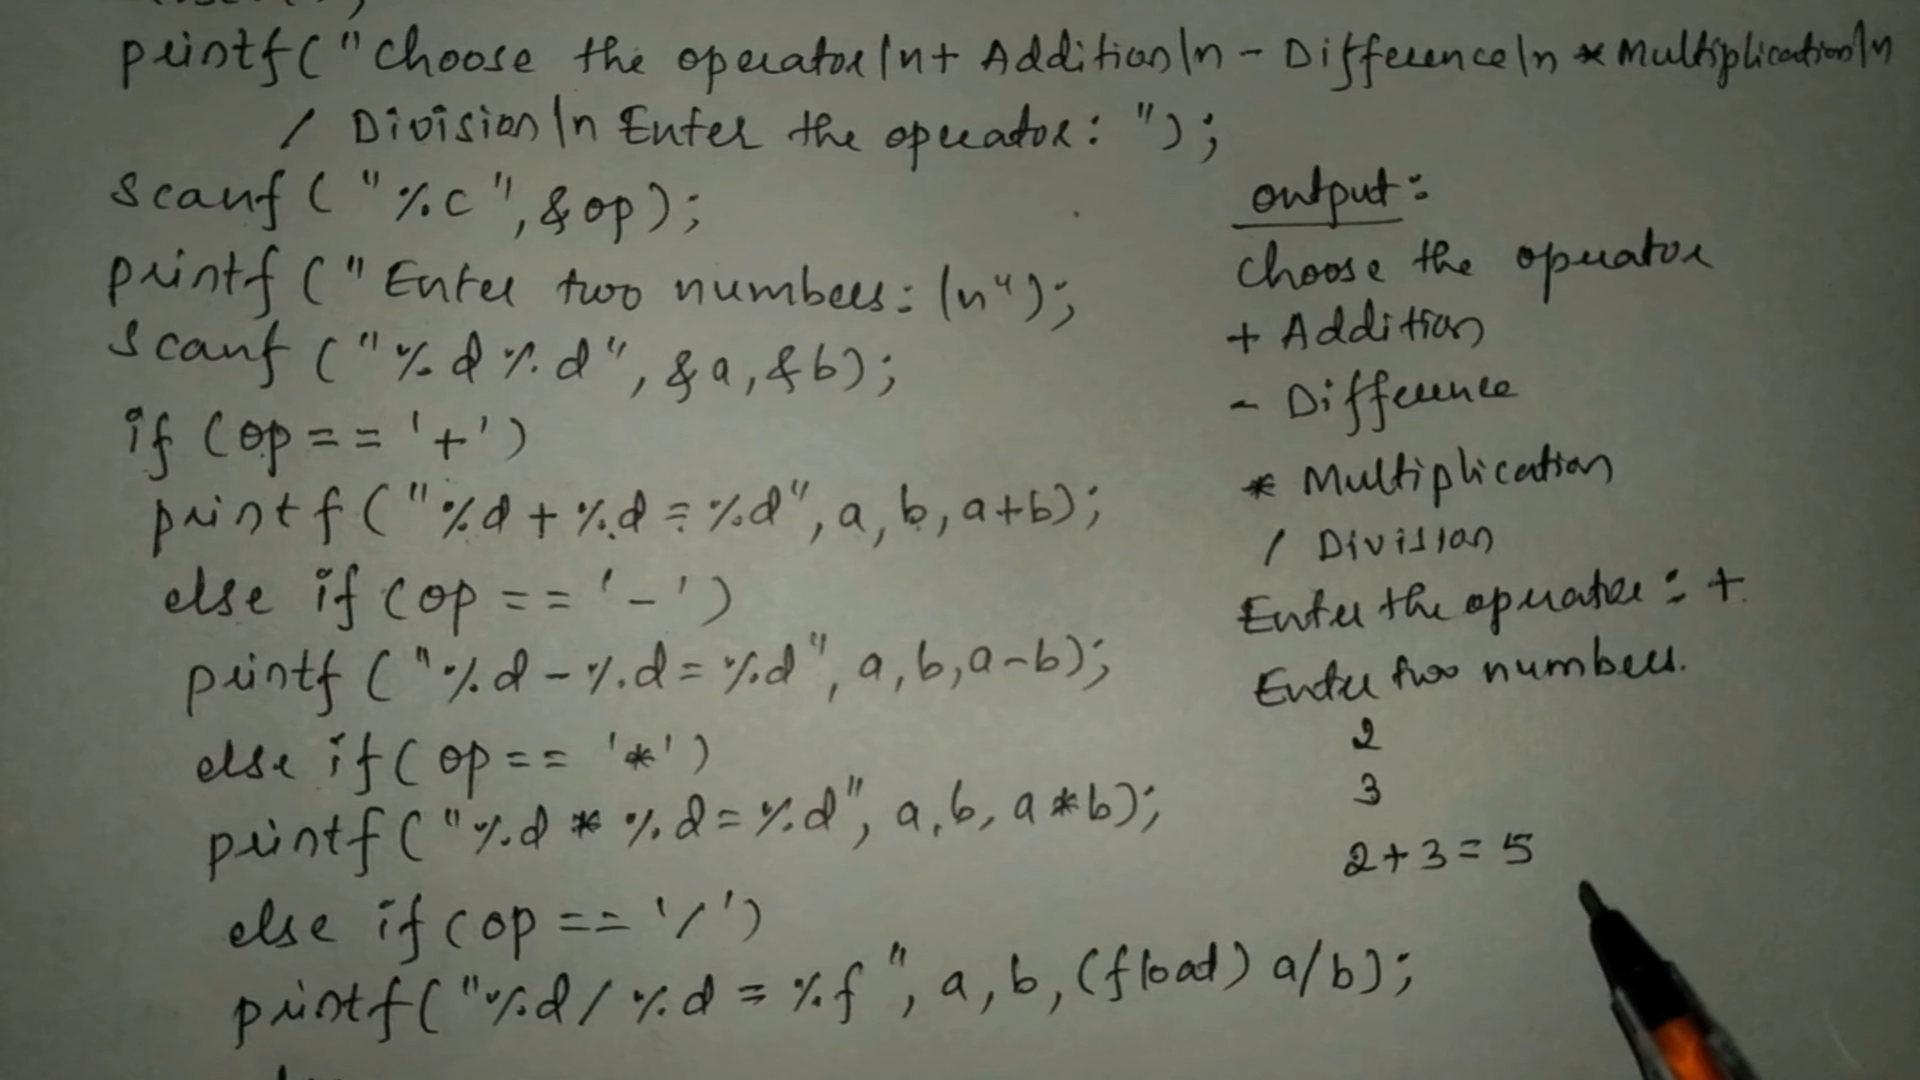 printf("Choose the operator\n+ Addition\n - Difference\n * Multiplication\n
/ Division\n Enter the operator: ");
scanf("%c", &op);
printf("Enter two numbers:\n");
scanf("%d%d", &a, &b);
if (op == '+')
printf("%d + %d = %d", a, b, a+b);
else if (op == '-')
printf("%d - %d = %d", a, b, a-b);
else if (op == '*')
printf("%d * %d = %d", a, b, a*b);
else if (op == '/')
printf("%d / %d = %f", a, b, (float) a/b);
output:
Choose the operator
+ Addition
- Difference
* Multiplication
/ Division
Enter the operator: +
Enter two numbers.
2
3
2+3=5